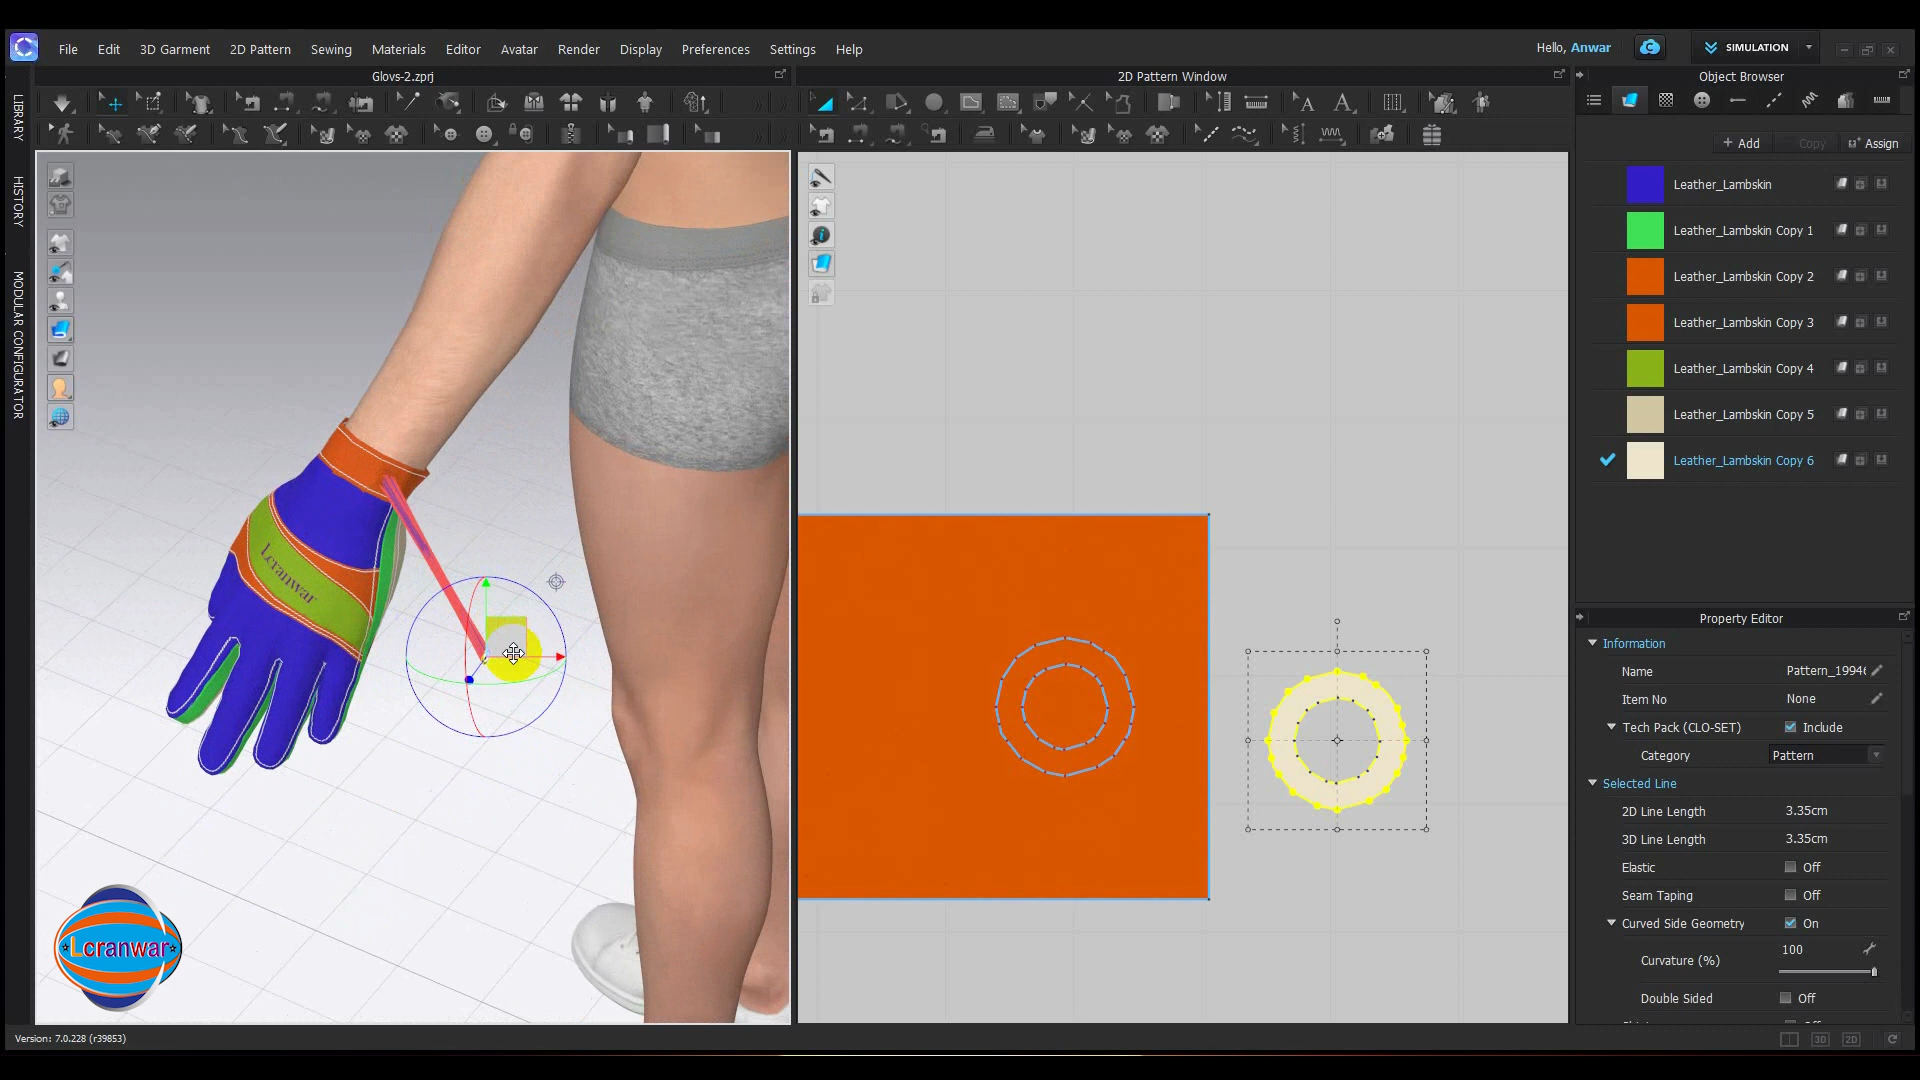 File Edit 3D Garment 2D Pattern Sewing Materials Editor Avatar Render Display Preferences Settings Help
Hello, Anwar
SIMULATION
Glovs-2.zprj
2D Pattern Window
Object Browser
LIBRARY
HISTORY
MODULAR CONFIGURATOR
+ Add
Copy
Assign
Leather_Lambskin
Leather_Lambskin Copy 1
Leather_Lambskin Copy 2
Leather_Lambskin Copy 3
Leather_Lambskin Copy 4
Leather_Lambskin Copy 5
Leather_Lambskin Copy 6
Lcranwar
Property Editor
Information
Name Pattern_1994
Item No None
Tech Pack (CLO-SET) Include
Category Pattern
Selected Line
2D Line Length 3.35cm
3D Line Length 3.35cm
Elastic Off
Seam Taping Off
Curved Side Geometry On
Curvature (%) 100
Double Sided Off
Lcranwar
Version: 7.0.228 (r39853)
3D
2D